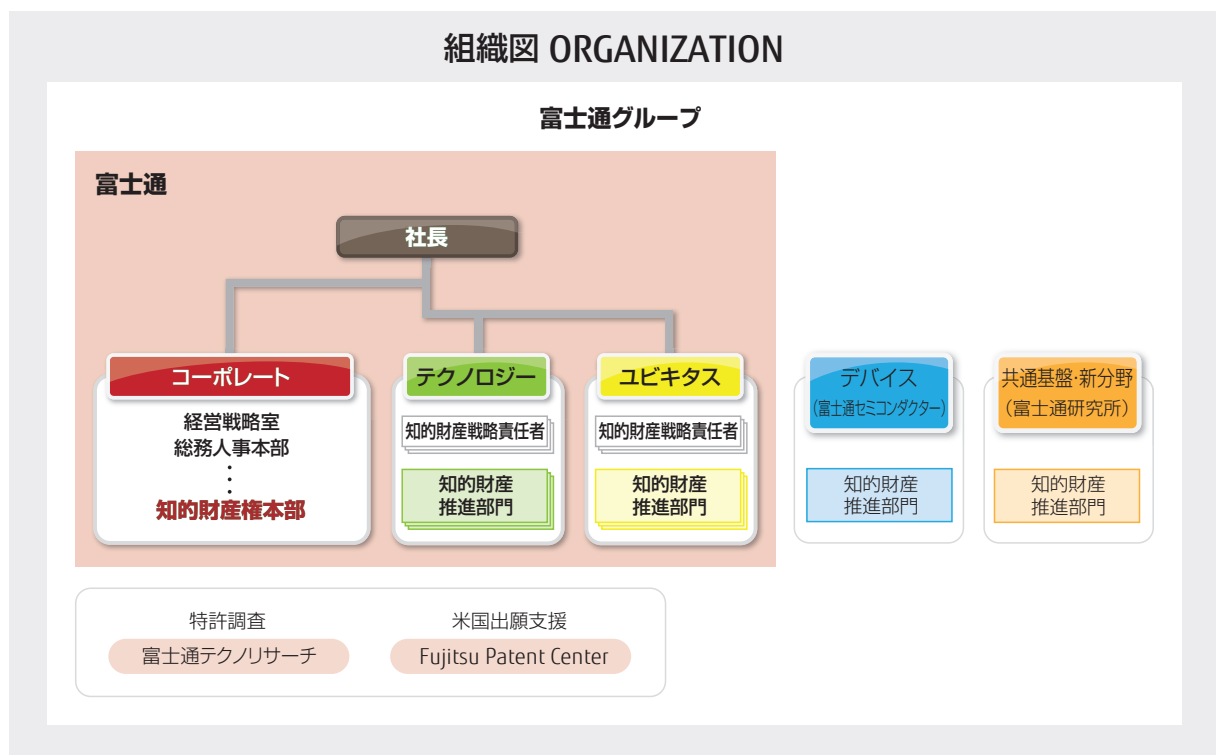 組織図 ORGANIZATION
富士通グループ
富士通
社長
コーポレート
経営戦略室
総務人事本部
・
・
・
知的財産権本部
テクノロジー
知的財産戦略責任者
知的財産
推進部門
ユビキタス
知的財産戦略責任者
知的財産
推進部門
デバイス
(富士通セミコンダクター)
知的財産
推進部門
共通基盤・新分野
（富士通研究所）
知的財産
推進部門
特許調査
富士通テクノリサーチ
米国出願支援
Fujitsu Patent Center